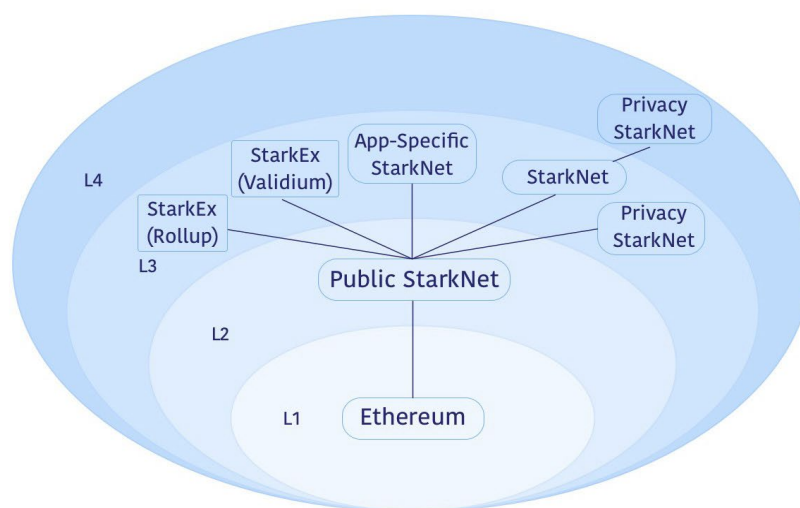 Privacy
StarkNet
App-Specific
StarkNet
StarkEx
(Validium)
StarkNet
L4
StarkEx
(Rollup)
Privacy
StarkNet
L3
Public StarkNet
L2
L1
Ethereum